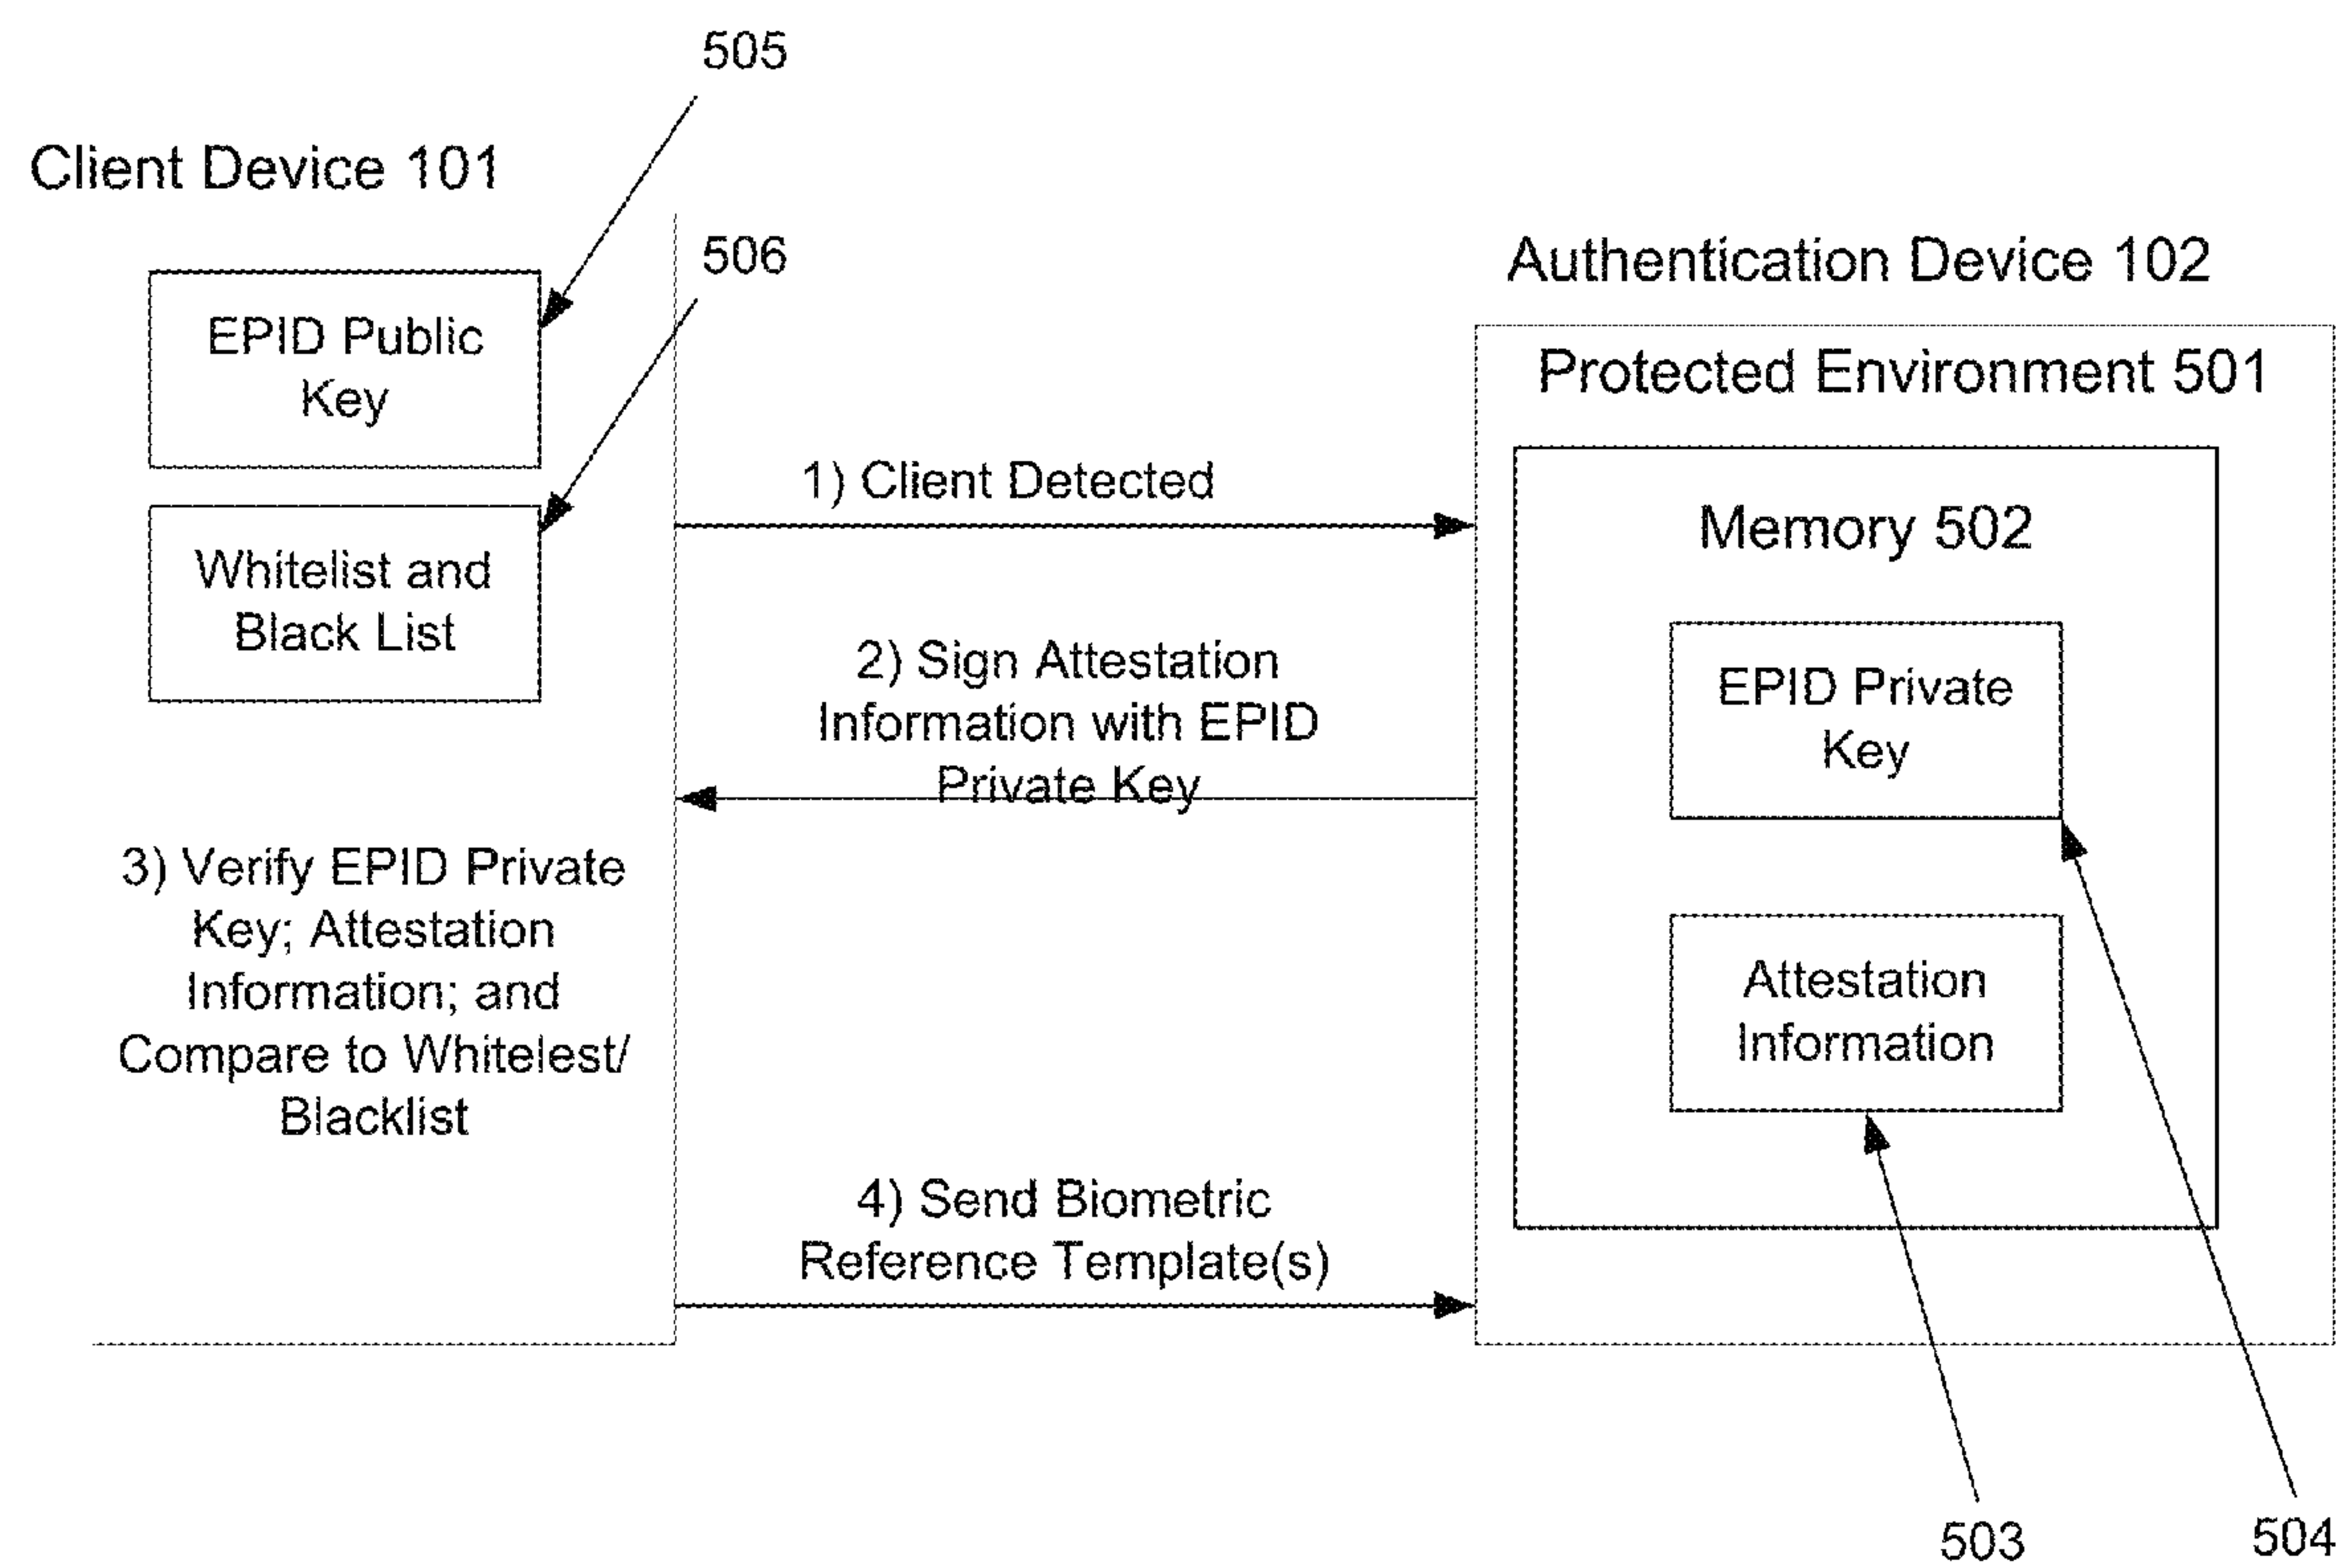 505
Client Device 101
506
EPID Public
Key
Whitelist and
Black List
Authentication Device 102
Protected Environment 501
1) Client Detected
Memory 502
2) Sign Attestation
Information with EPID
Private Key
EPID Private
Key
3) Verify EPID Private
Key; Attestation
Information; and
Compare to Whitelest/
Blacklist
Attestation
Information
4) Send Biometric
Reference Template(s)
503
504